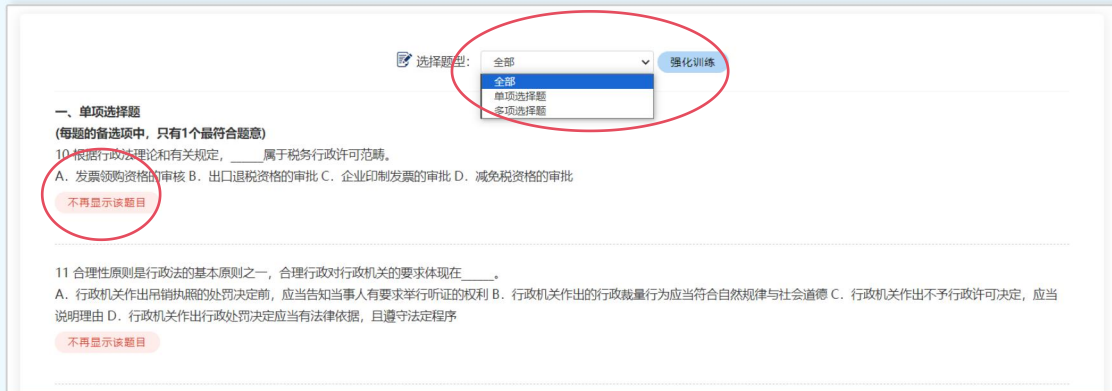 选择题型： 全部 强化训练
全部
单项选择题
多项选择题
一、单项选择题
(每题的备选项中，只有1个最符合题意)
10 根据行政法理论和有关规定，_____属于税务行政许可范畴。
A．发票领购资格的审核 B．出口退税资格的审批 C．企业印制发票的审批 D．减免税资格的审批
不再显示该题目
11 合理性原则是行政法的基本原则之一，合理行政对行政机关的要求体现在_____。
A．行政机关作出吊销执照的处罚决定前，应当告知当事人有要求举行听证的权利 B．行政机关作出的行政裁量行为应当符合自然规律与社会道德 C．行政机关作出不予行政许可决定，应当
说明理由 D．行政机关作出行政处罚决定应当有法律依据，且遵守法定程序
不再显示该题目